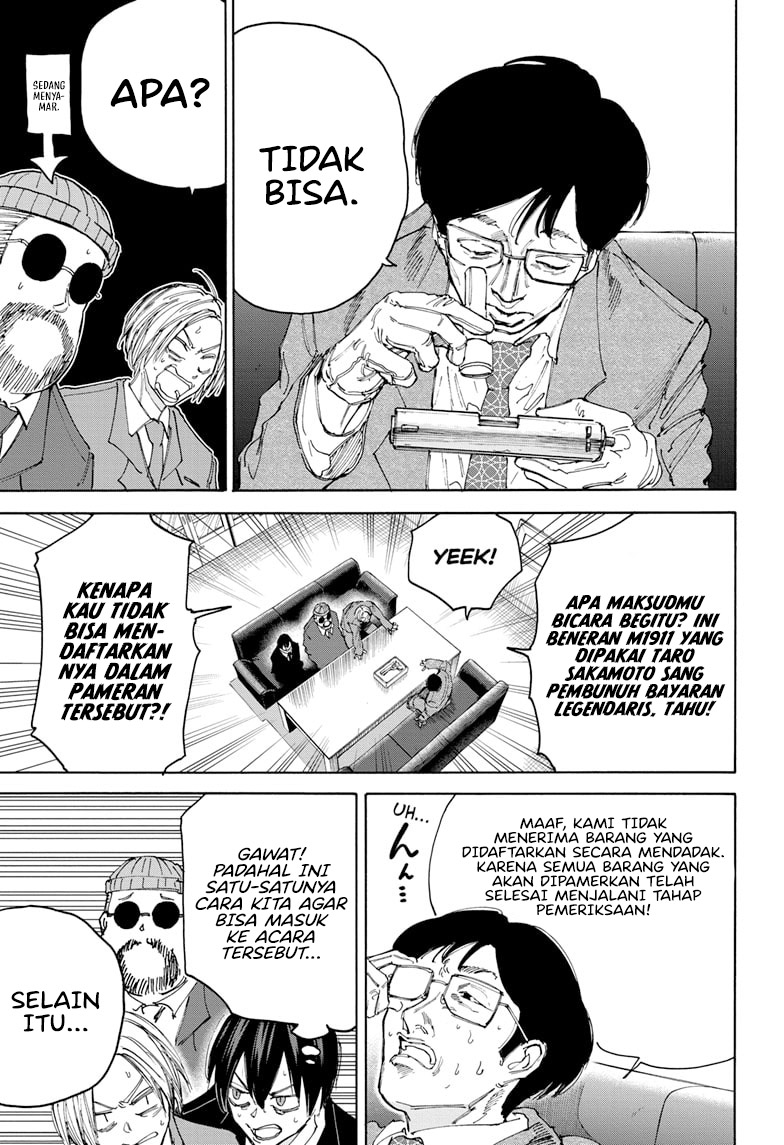 TIDAK
BISA.
APA?
SEDANG
MENYA-
MAR.
APA MAKSUDMU
BICARA BEGITU? INI
BENERAN M1911 YANG
DIPAKAI TARO
SAKAMOTO SANG
PEMBUNUH BAYARAN
LEGENDARIS, TAHU!
YEEK!
KENAPA
KAU TIDAK
BISA MEN-
DAFTARKAN
NYA DALAM
PAMERAN
TERSEBUT?!
MAAF, KAMI TIDAK
MENERIMA BARANG YANG
DIDAFTARKAN SECARA MENDADAK.
KARENA SEMUA BARANG YANG
AKAN DIPAMERKAN TELAH
SELESAI MENJALANI TAHAP
PEMERIKSAAN!
UH...
んん…
GAWAT!
PADAHAL INI
SATU-SATUNYA
CARA KITA AGAR
BISA MASUK
KE ACARA
TERSEBUT...
SELAIN
ITU...